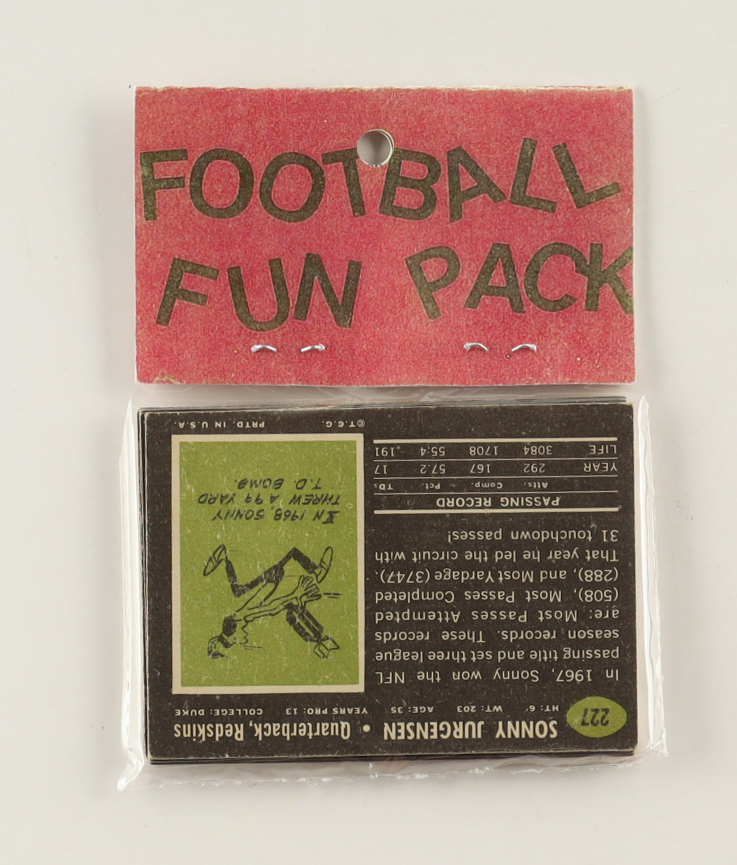 FOOTBALL
FUN PACK
227
SONNY JURGENSEN • Quarterback, Redskins
HT: 6' WT: 203 AGE: 35 YEARS PRO: 13 COLLEGE: DUKE
In 1967, Sonny won the NFL
passing title and set three league
season records. These records
are: Most Passes Attempted
(508), Most Passes Completed
(288), and Most Yardage (3747).
That year he led the circuit with
31 touchdown passes!
PASSING RECORD
Atts. Comp. Pct. TDs.
YEAR 292 167 57.2 17
LIFE 3084 1708 55.4 191
IN 1968, SONNY
THREW A 99 YARD
T.D. BOMB.
©T.C.G. PRTD. IN U.S.A.